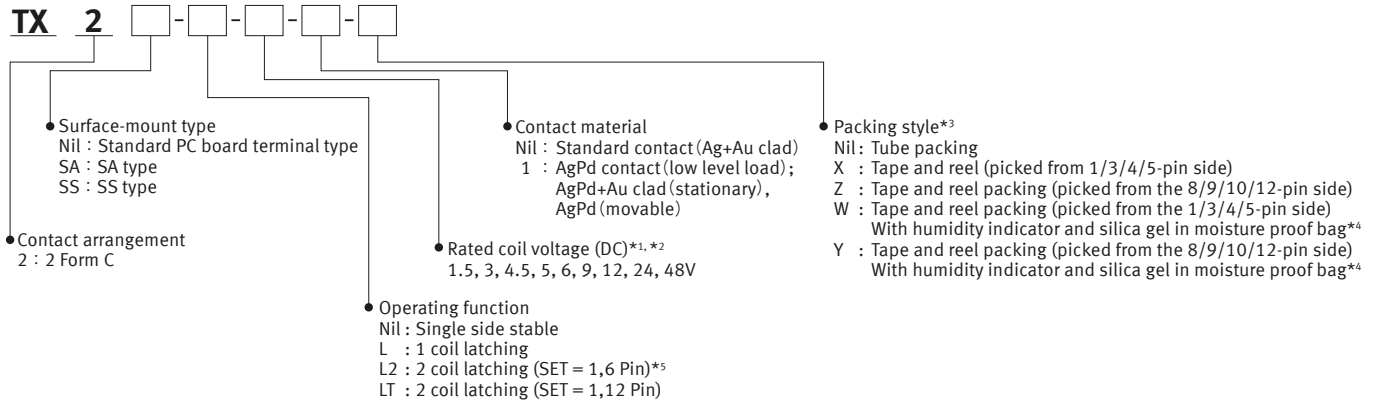 TX 2 - - - -
Surface-mount type
Nil : Standard PC board terminal type
SA : SA type
SS : SS type
Contact arrangement
2 : 2 Form C
Operating function
Nil : Single side stable
L : 1 coil latching
L2 : 2 coil latching (SET = 1,6 Pin)*5
LT : 2 coil latching (SET = 1,12 Pin)
Rated coil voltage (DC)*1, *2
1.5, 3, 4.5, 5, 6, 9, 12, 24, 48V
Contact material
Nil : Standard contact (Ag+Au clad)
1 : AgPd contact (low level load);
AgPd+Au clad (stationary),
AgPd (movable)
Packing style*3
Nil : Tube packing
X : Tape and reel (picked from 1/3/4/5-pin side)
Z : Tape and reel packing (picked from the 8/9/10/12-pin side)
W : Tape and reel packing (picked from the 1/3/4/5-pin side)
With humidity indicator and silica gel in moisture proof bag*4
Y : Tape and reel packing (picked from the 8/9/10/12-pin side)
With humidity indicator and silica gel in moisture proof bag*4